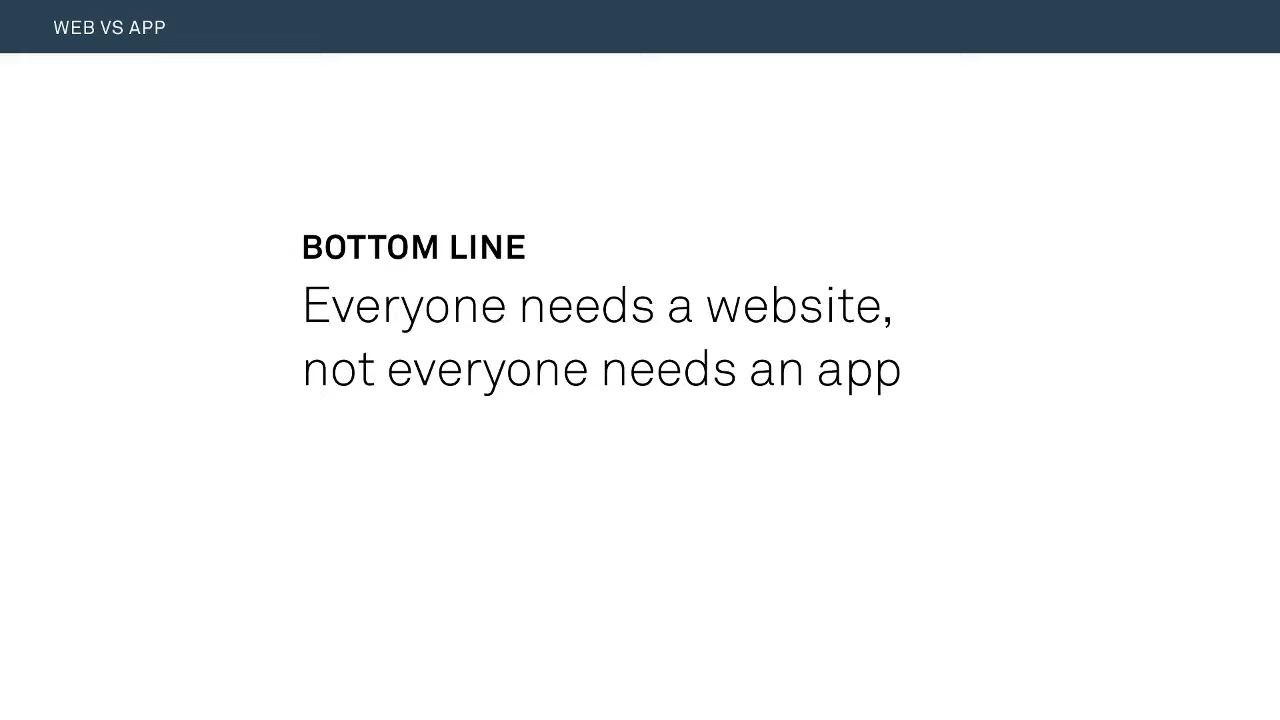 WEB VS APP
BOTTOM LINE
Everyone needs a website,
not everyone needs an app